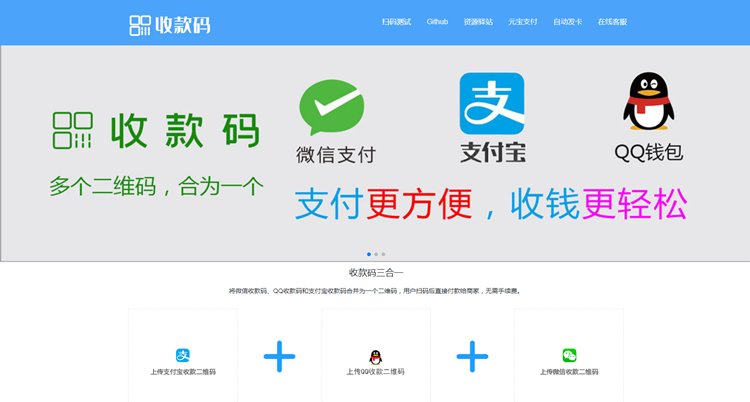 收款码
扫码测试 Github 资源驿站 元宝支付 自动发卡 在线客服
收款码
多个二维码，合为一个
微信支付
支
支付宝
QQ钱包
支付更方便，收钱更轻松
收款码三合一
将微信收款码、QQ收款码和支付宝收款码合并为一个二维码，用户扫码后直接付款给商家，无需手续费。
支
上传支付宝收款二维码
上传QQ收款二维码
上传微信收款二维码